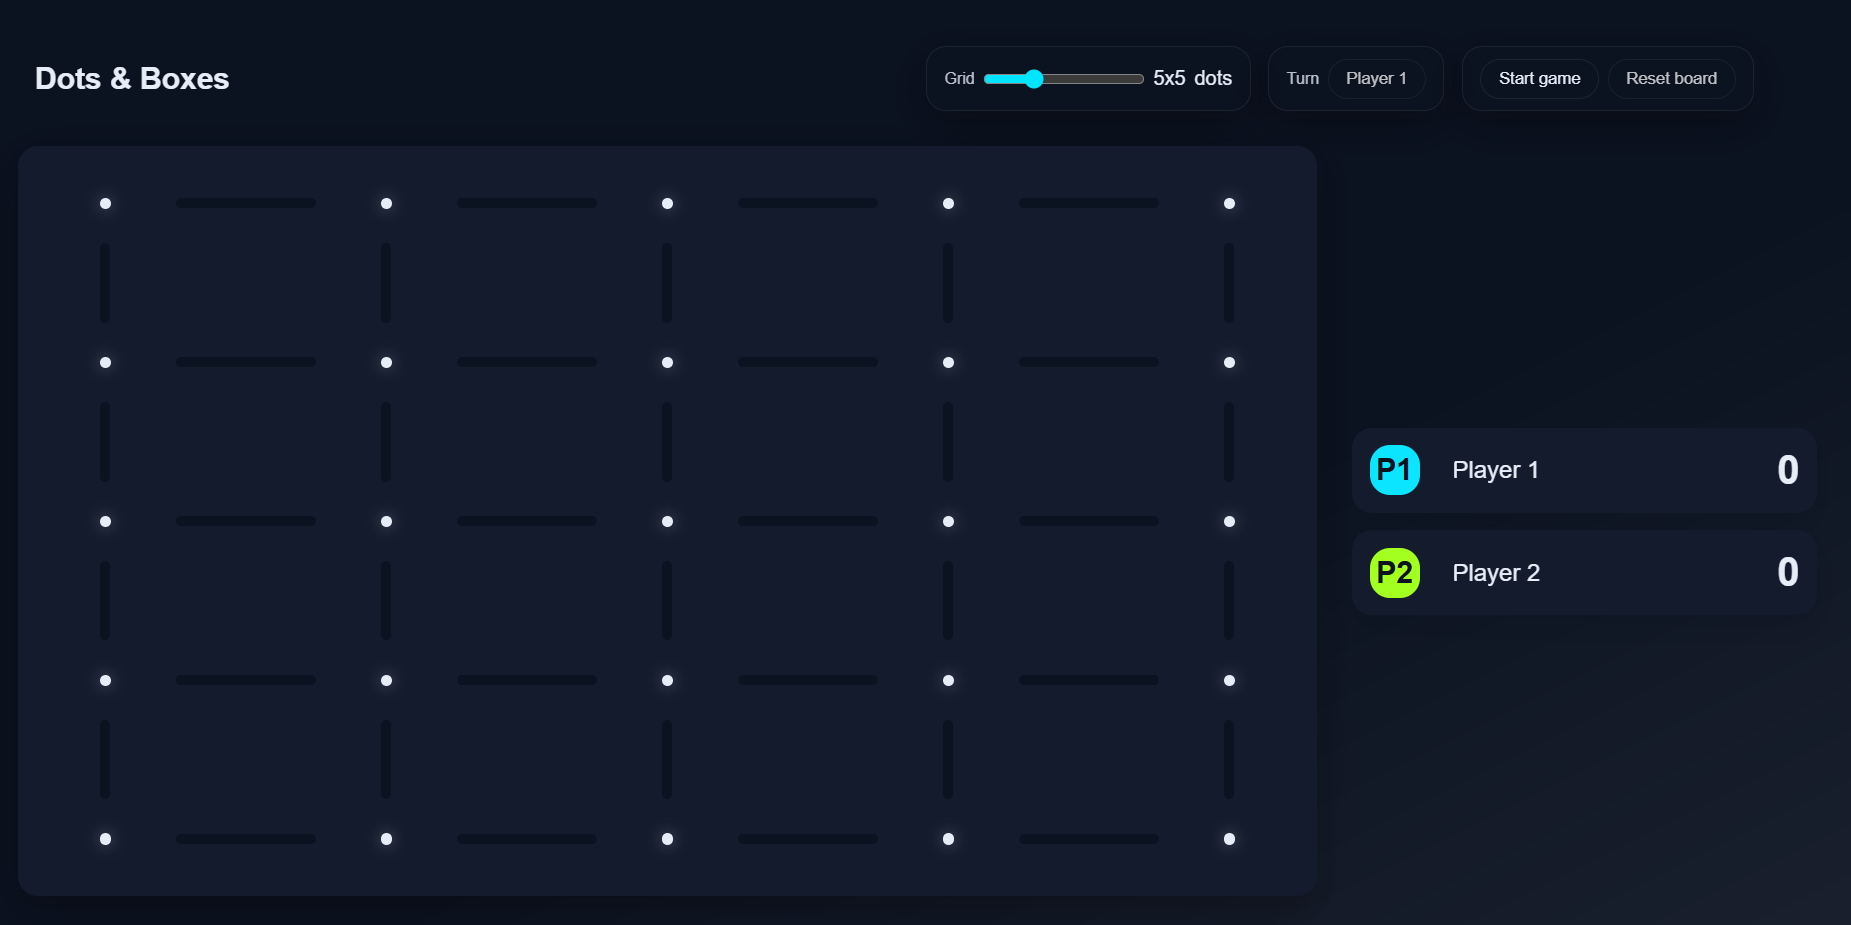 Dots & Boxes
Grid 5x5 dots
Turn Player 1
Start game Reset board
P1 Player 1 0
P2 Player 2 0